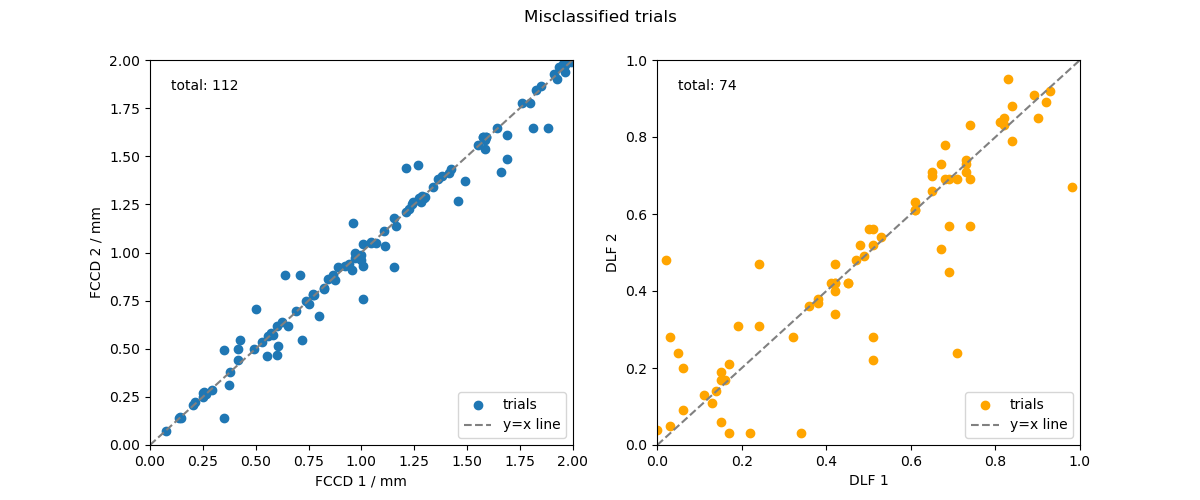 Misclassified trials
total: 112
2.00
1.75
1.50
1.25
1.00
0.75
0.50
0.25
0.00
FCCD 2 / mm
0.00 0.25 0.50 0.75 1.00 1.25 1.50 1.75 2.00
FCCD 1 / mm
trials
y=x line
total: 74
1.0
0.8
0.6
0.4
0.2
0.0
DLF 2
0.0 0.2 0.4 0.6 0.8 1.0
DLF 1
trials
y=x line